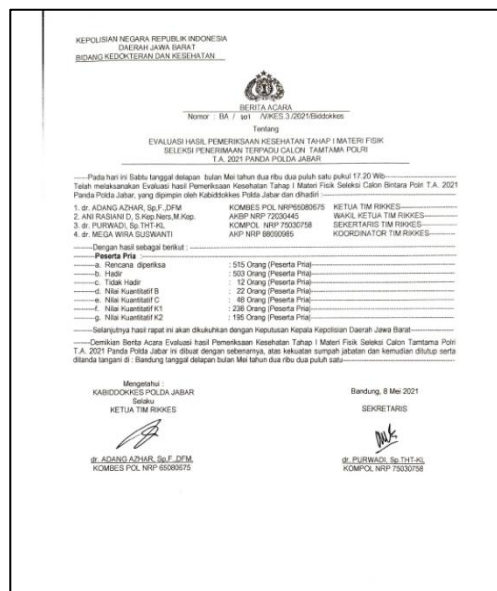 KEPOLISIAN NEGARA REPUBLIK INDONESIA
DAERAH JAWA BARAT
BIDANG KEDOKTERAN DAN KESEHATAN
BERITA ACARA
Nomor : BA / /V/KES.3./2021/Biddokkes
Tentang
EVALUASI HASIL PEMERIKSAAN KESEHATAN TAHAP I MATERI FISIK
SELEKSI PENERIMAAN TERPADU CALON TAMTAMA POLRI
T.A. 2021 PANDA POLDA JABAR
-----Pada hari ini Sabtu tanggal delapan bulan Mei tahun dua ribu dua puluh satu pukul 17.20 Wib-----
Telah melaksanakan Evaluasi hasil Pemeriksaan Kesehatan Tahap I Materi Fisik Seleksi Calon Bintara Polri T.A. 2021
Panda Polda Jabar, yang dipimpin oleh Kabiddokkes Polda Jabar dan dihadiri :-----
1. dr. ADANG AZHAR, Sp.F.,DFM KOMBES POL NRP65080675 KETUA TIM RIKKES-----
2. ANI RASIANI D, S.Kep.Ners,M.Kep. AKBP NRP 72030445 WAKIL KETUA TIM RIKKES-----
3. dr. PURWADI, Sp.THT-KL KOMPOL NRP 75030758 SEKERTARIS TIM RIKKES-----
4. dr. MEGA WIRA SUSWANTI AKP NRP 88090985 KOORDINATOR TIM RIKKES-----
-----Dengan hasil sebagai berikut :-----
-----Peserta Pria :-----
-----a. Rencana diperiksa : 515 Orang (Peserta Pria)-----
-----b. Hadir : 503 Orang (Peserta Pria)-----
-----c. Tidak Hadir : 12 Orang (Peserta Pria)-----
-----d. Nilai Kuantitatif B : 22 Orang (Peserta Pria)-----
-----e. Nilai Kuantitatif C : 48 Orang (Peserta Pria)-----
-----f. Nilai Kuantitatif K1 : 238 Orang (Peserta Pria)-----
-----g. Nilai Kuantitatif K2 : 195 Orang (Peserta Pria)-----
-----Selanjutnya hasil rapat ini akan dikukuhkan dengan Keputusan Kepala Kepolisian Daerah Jawa Barat-----
-----Demikian Berita Acara Evaluasi hasil Pemeriksaan Kesehatan Tahap I Materi Fisik Seleksi Calon Tamtama Polri
T.A. 2021 Panda Polda Jabar ini dibuat dengan sebenarnya, atas kekuatan sumpah jabatan dan kemudian ditutup serta
ditanda tangani di : Bandung tanggal delapan bulan Mei tahun dua ribu dua puluh satu-----
Mengetahui :
KABIDDOKKES POLDA JABAR
Selaku
KETUA TIM RIKKES
dr. ADANG AZHAR, Sp.F.,DFM.
KOMBES POL NRP 65080675
Bandung, 8 Mei 2021
SEKRETARIS
dr. PURWADI, Sp.THT-KL
KOMPOL NRP 75030758